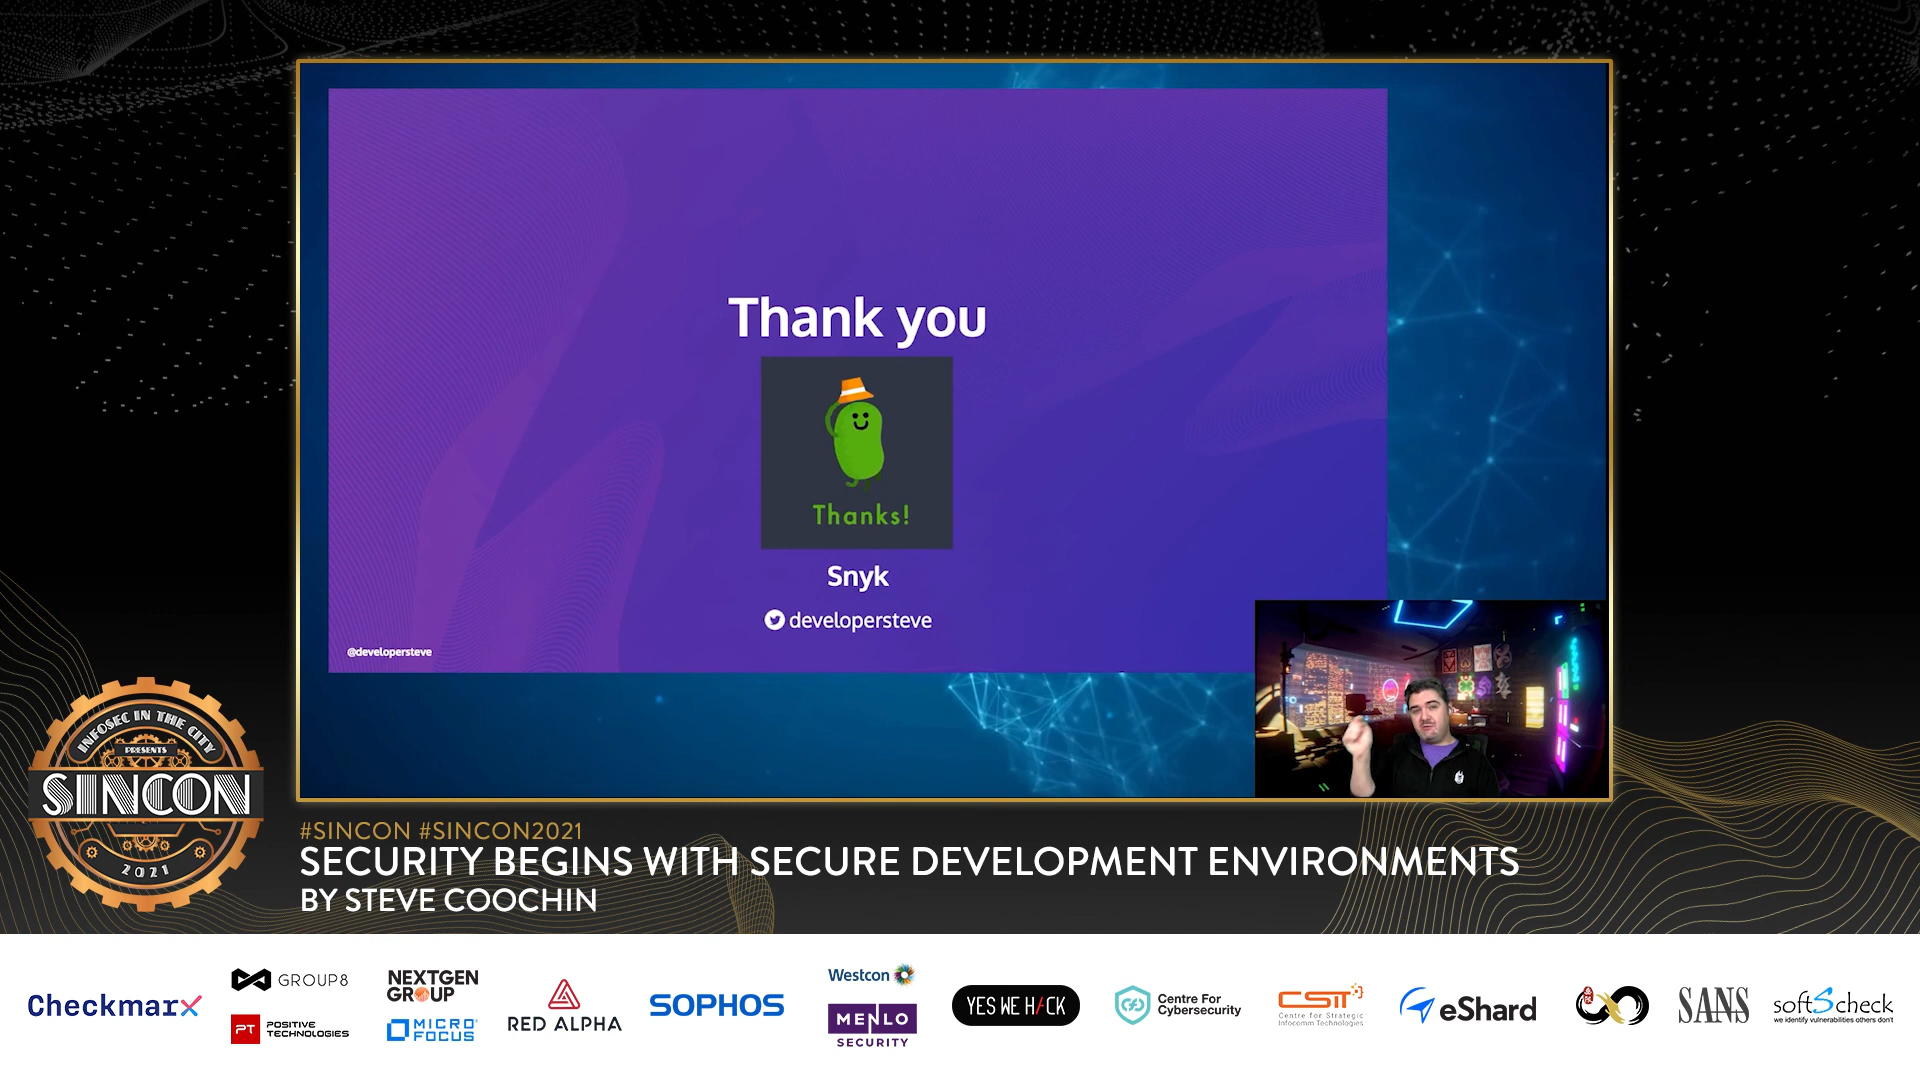 Thank you
Thanks!
Snyk
developersteve
@developersteve
INFOSEC IN THE CITY
PRESENTS
SINCON
2021
#SINCON #SINCON2021
SECURITY BEGINS WITH SECURE DEVELOPMENT ENVIRONMENTS
BY STEVE COOCHIN
Checkmarx
GROUP8
PT POSITIVE
TECHNOLOGIES
NEXTGEN
GROUP
MICRO
FOCUS
RED ALPHA
SOPHOS
Westcon
MENLO
SECURITY
YES WE H/CK
Centre For
Cybersecurity
CSIT
Centre for Strategic
Infocomm Technologies
eShard
SANS
softScheck
we identify vulnerabilities others don't